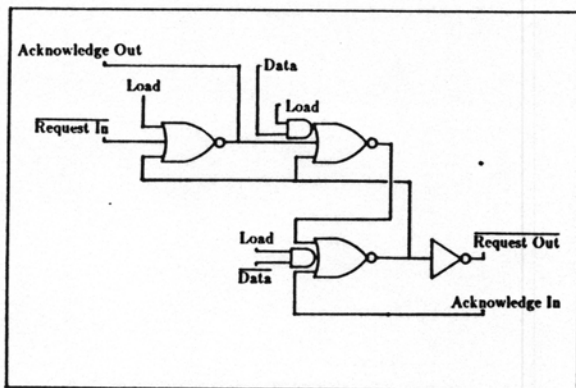 Acknowledge Out
Data
Load
Load
Request In
Load
Data
Request Out
Acknowledge In